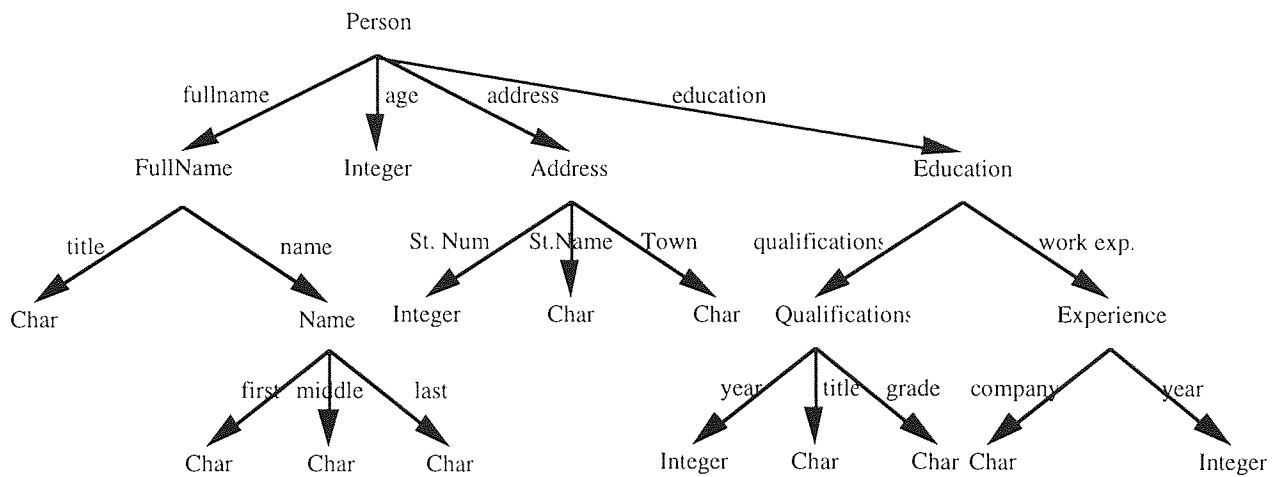 Person
fullname age address education
FullName Integer Address Education
title name St. Num St.Name Town qualifications work exp.
Char Name Integer Char Char Qualifications Experience
first middle last year title grade company year
Char Char Char Integer Char Char Char Integer